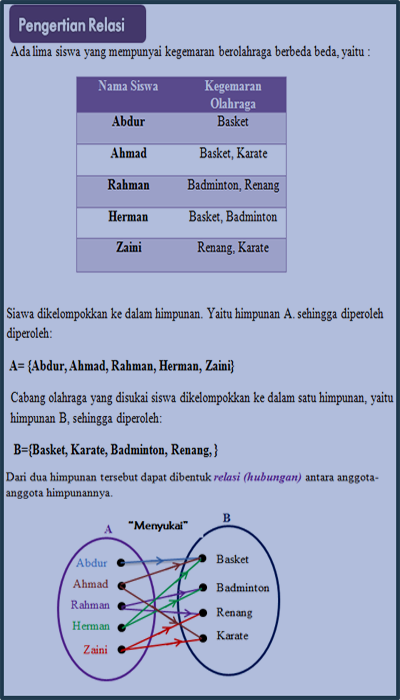 Pengertian Relasi
Ada lima siswa yang mempunyai kegemaran berolahraga berbeda beda, yaitu :
Nama Siswa Kegemaran Olahraga
Abdur Basket
Ahmad Basket, Karate
Rahman Badminton, Renang
Herman Basket, Badminton
Zaini Renang, Karate
Siawa dikelompokkan ke dalam himpunan. Yaitu himpunan A. sehingga diperoleh
diperoleh:
A= {Abdur, Ahmad, Rahman, Herman, Zaini}
Cabang olahraga yang disukai siswa dikelompokkan ke dalam satu himpunan, yaitu
himpunan B, sehingga diperoleh:
B={Basket, Karate, Badminton, Renang, }
Dari dua himpunan tersebut dapat dibentuk relasi (hubungan) antara anggota-
anggota himpunannya.
A "Menyukai" B
Abdur Basket
Ahmad Badminton
Rahman Renang
Herman Karate
Zaini